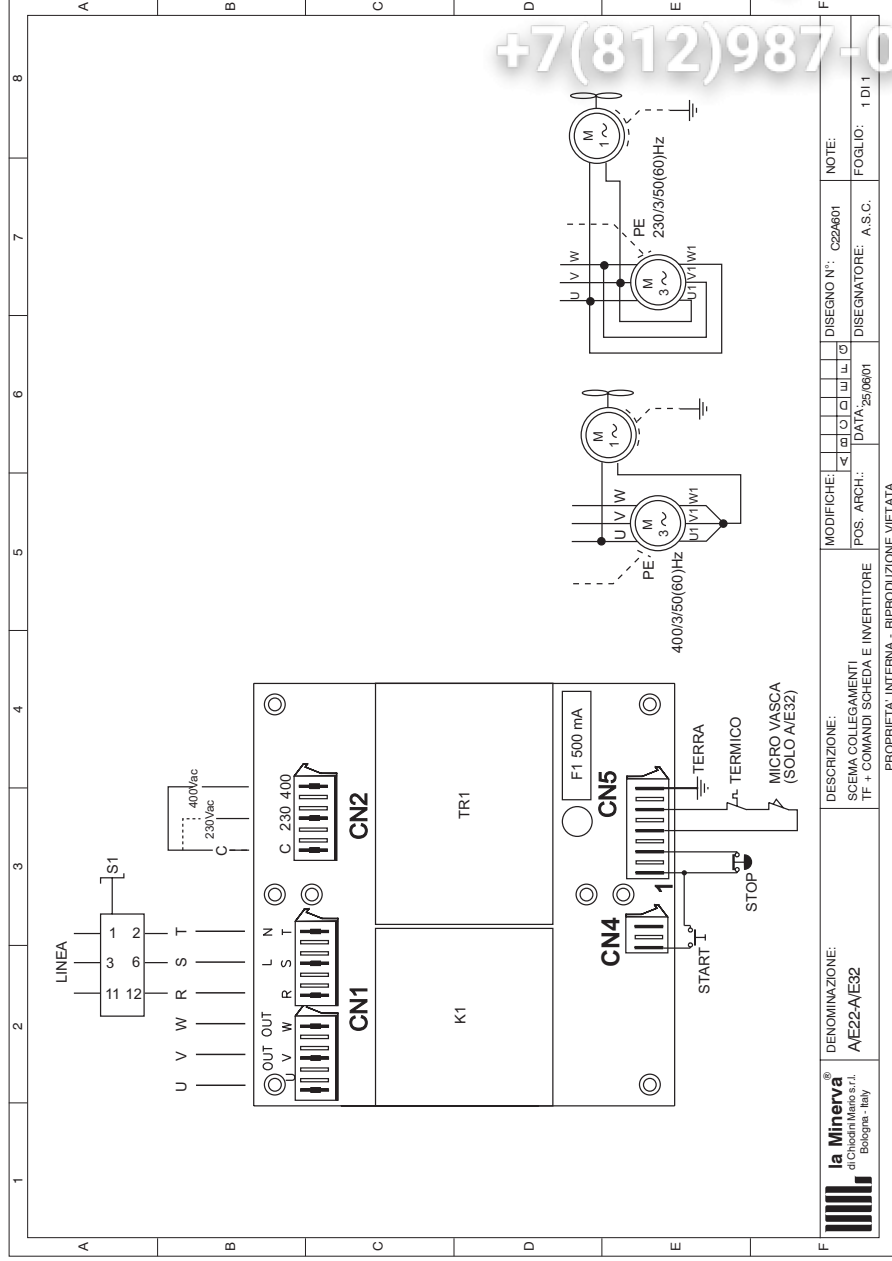 +7(812)987-0
A B C D E F
8
7
6
5
4
3
2
1
A B C D E F
LINEA
S1
1 2
3 6
11 12
U V W R S T
C 230Vac 400Vac
OUT OUT L N
U V W R S T
CN1
C 230 400
CN2
K1
TR1
F1 500 mA
CN4
CN5
1
START
STOP
TERRA
TERMICO
MICRO VASCA
(SOLO A/E32)
U V W
M
3
U1 V1 W1
PE
400/3/50(60)Hz
M
1
U V W
M
3
U1 V1 W1
PE
230/3/50(60)Hz
M
1
la Minerva®
di Chiodini Mario s.r.l.
Bologna - Italy
DENOMINAZIONE:
A/E22-A/E32
DESCRIZIONE:
SCEMA COLLEGAMENTI
TF + COMANDI SCHEDA E INVERTITORE
MODIFICHE:
A B C D E F G
POS. ARCH.:
DATA: 25/06/01
DISEGNO N°: C22A601
DISEGNATORE: A.S.C.
NOTE:
FOGLIO: 1 DI 1
PROPRIETA' INTERNA - RIPRODUZIONE VIETATA